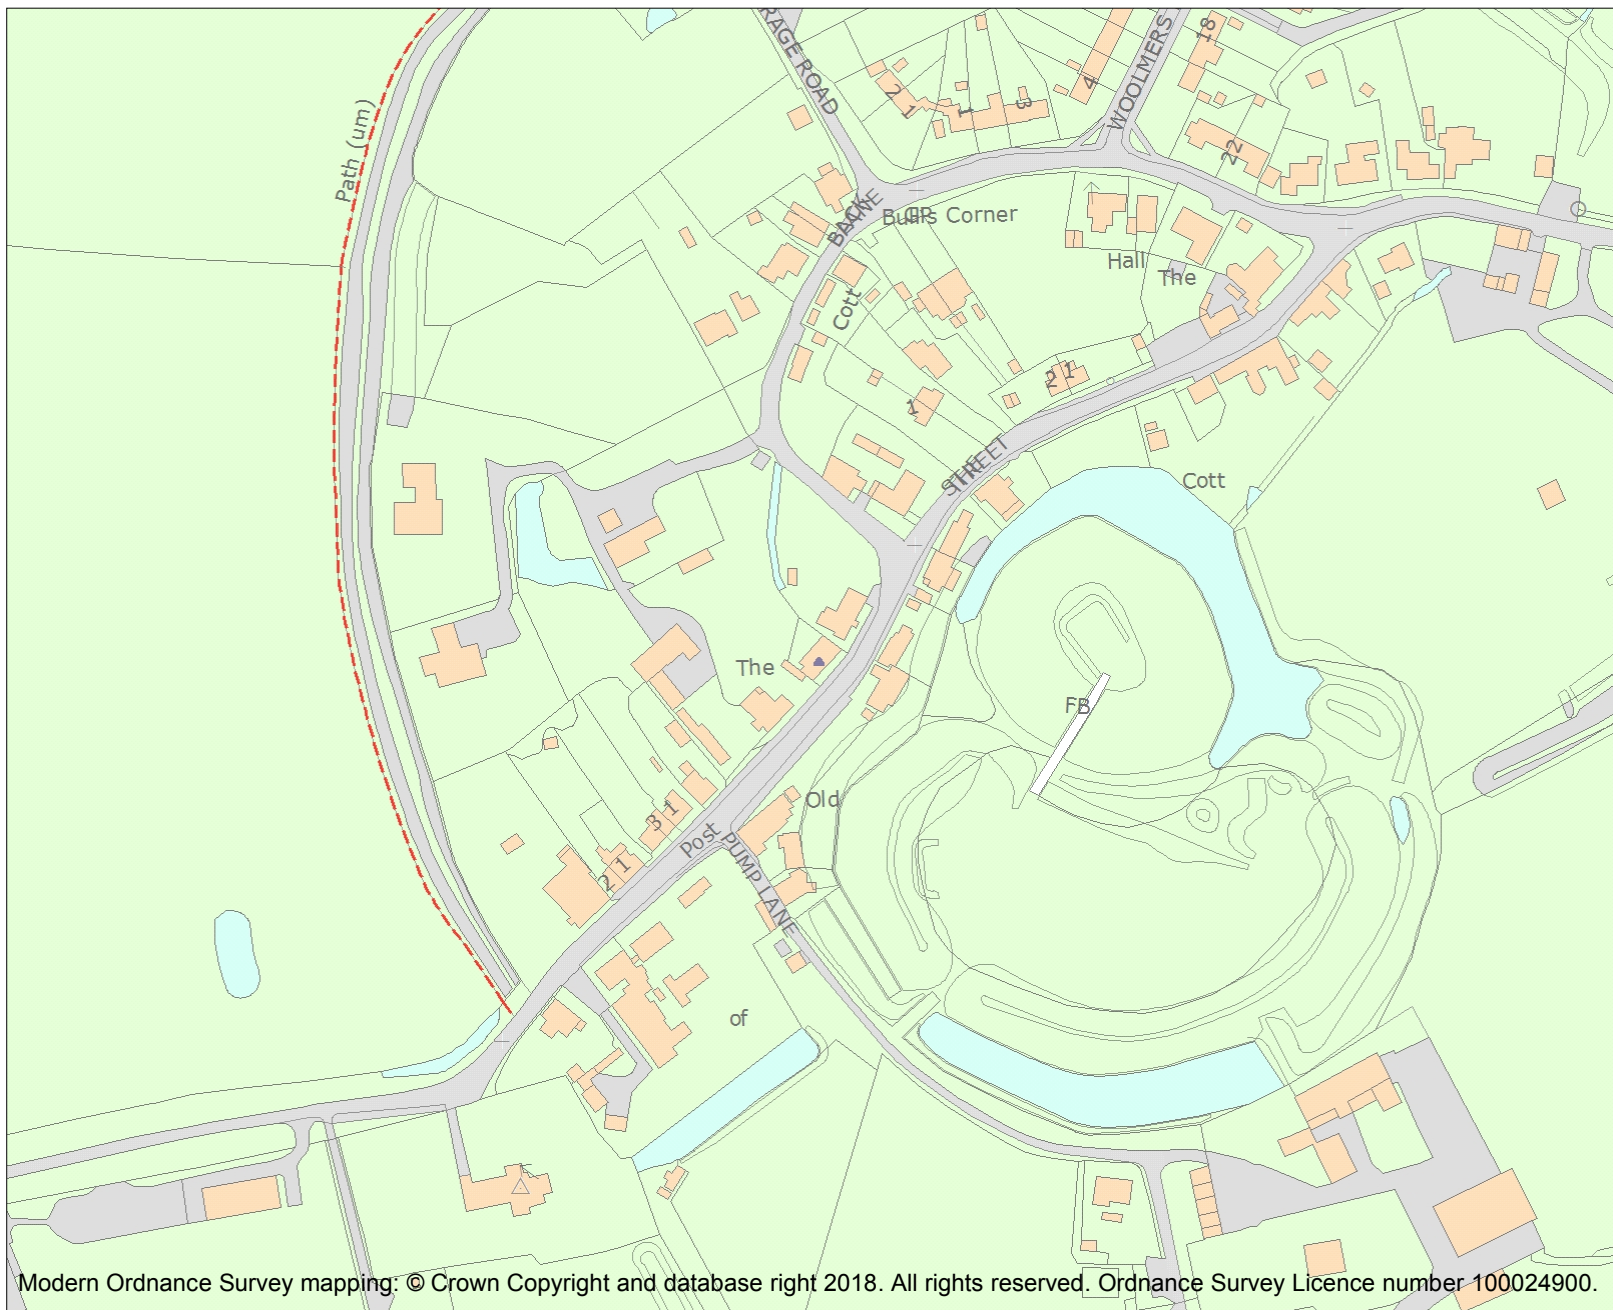 RAGE ROAD
WOOLMERS
18
4
2
1
1
3
Path (um)
22
BACK LANE
Bulls Corner
Hall
The
Cott
2 1
1
THE STREET
Cott
The
FB
Old
3 1
Post
PUMP LANE
2 1
of
Modern Ordnance Survey mapping: © Crown Copyright and database right 2018. All rights reserved. Ordnance Survey Licence number 100024900.